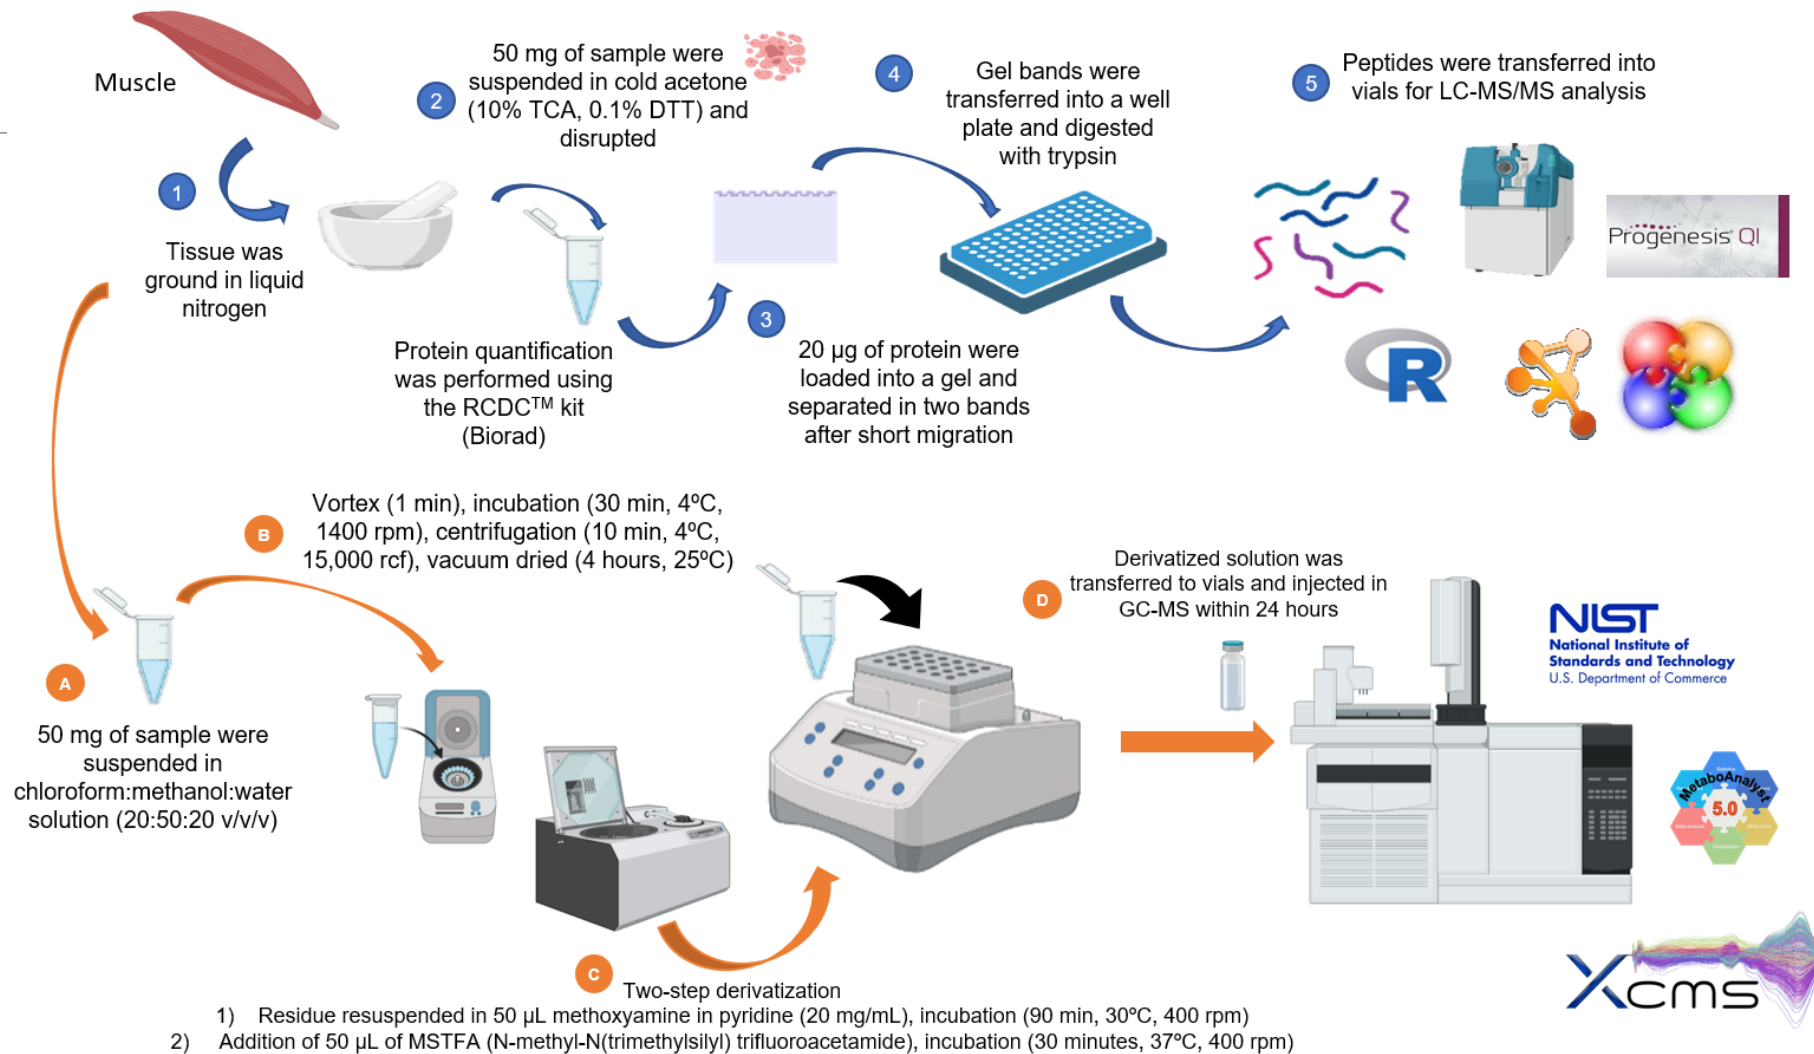 Muscle
1
Tissue was
ground in liquid
nitrogen
2
50 mg of sample were
suspended in cold acetone
(10% TCA, 0.1% DTT) and
disrupted
Protein quantification
was performed using
the RCDC™ kit
(Biorad)
3
20 µg of protein were
loaded into a gel and
separated in two bands
after short migration
4
Gel bands were
transferred into a well
plate and digested
with trypsin
5
Peptides were transferred into
vials for LC-MS/MS analysis
Progenesis QI
R
A
50 mg of sample were
suspended in
chloroform:methanol:water
solution (20:50:20 v/v/v)
B
Vortex (1 min), incubation (30 min, 4ºC,
1400 rpm), centrifugation (10 min, 4ºC,
15,000 rcf), vacuum dried (4 hours, 25ºC)
C
Two-step derivatization
1) Residue resuspended in 50 µL methoxyamine in pyridine (20 mg/mL), incubation (90 min, 30ºC, 400 rpm)
2) Addition of 50 µL of MSTFA (N-methyl-N(trimethylsilyl) trifluoroacetamide), incubation (30 minutes, 37ºC, 400 rpm)
D
Derivatized solution was
transferred to vials and injected in
GC-MS within 24 hours
NIST
National Institute of
Standards and Technology
U.S. Department of Commerce
MetaboAnalyst
5.0
Xcms